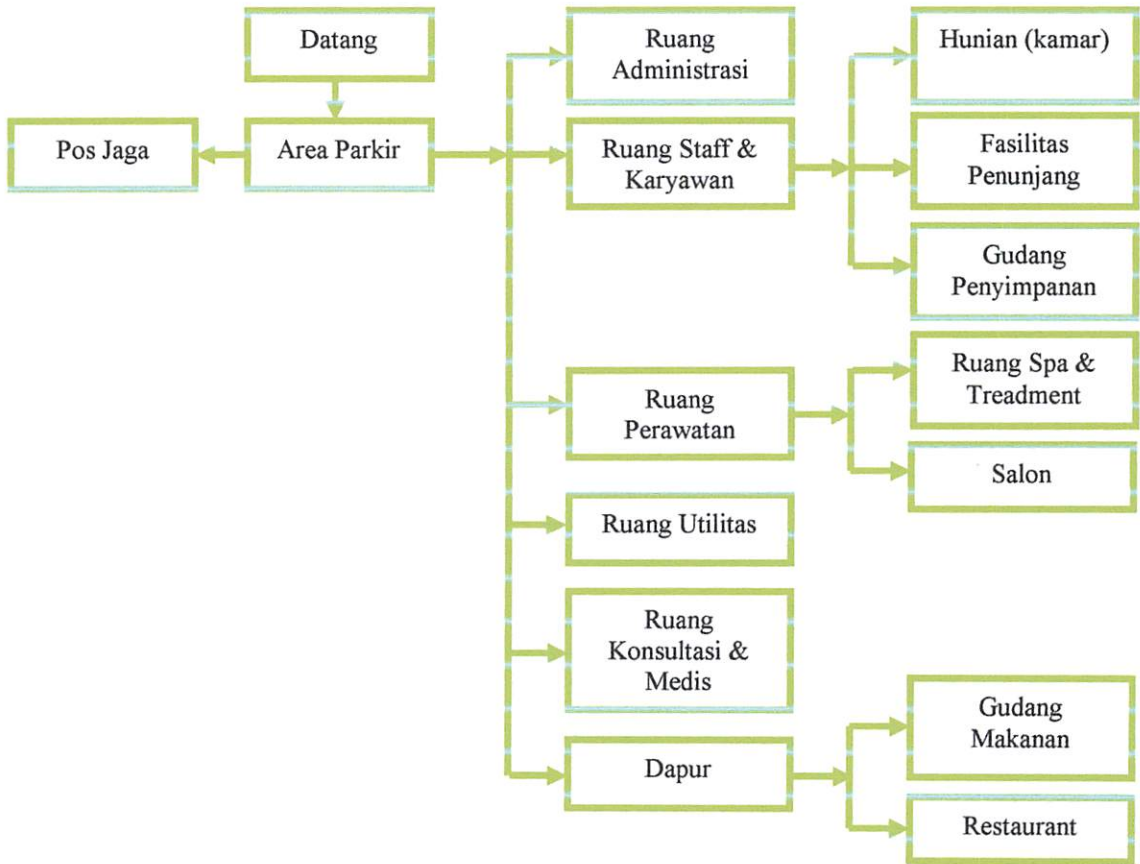 Datang
Pos Jaga
Area Parkir
Ruang
Administrasi
Ruang Staff &
Karyawan
Hunian (kamar)
Fasilitas
Penunjang
Gudang
Penyimpanan
Ruang
Perawatan
Ruang Spa &
Treadment
Salon
Ruang Utilitas
Ruang
Konsultasi &
Medis
Dapur
Gudang
Makanan
Restaurant